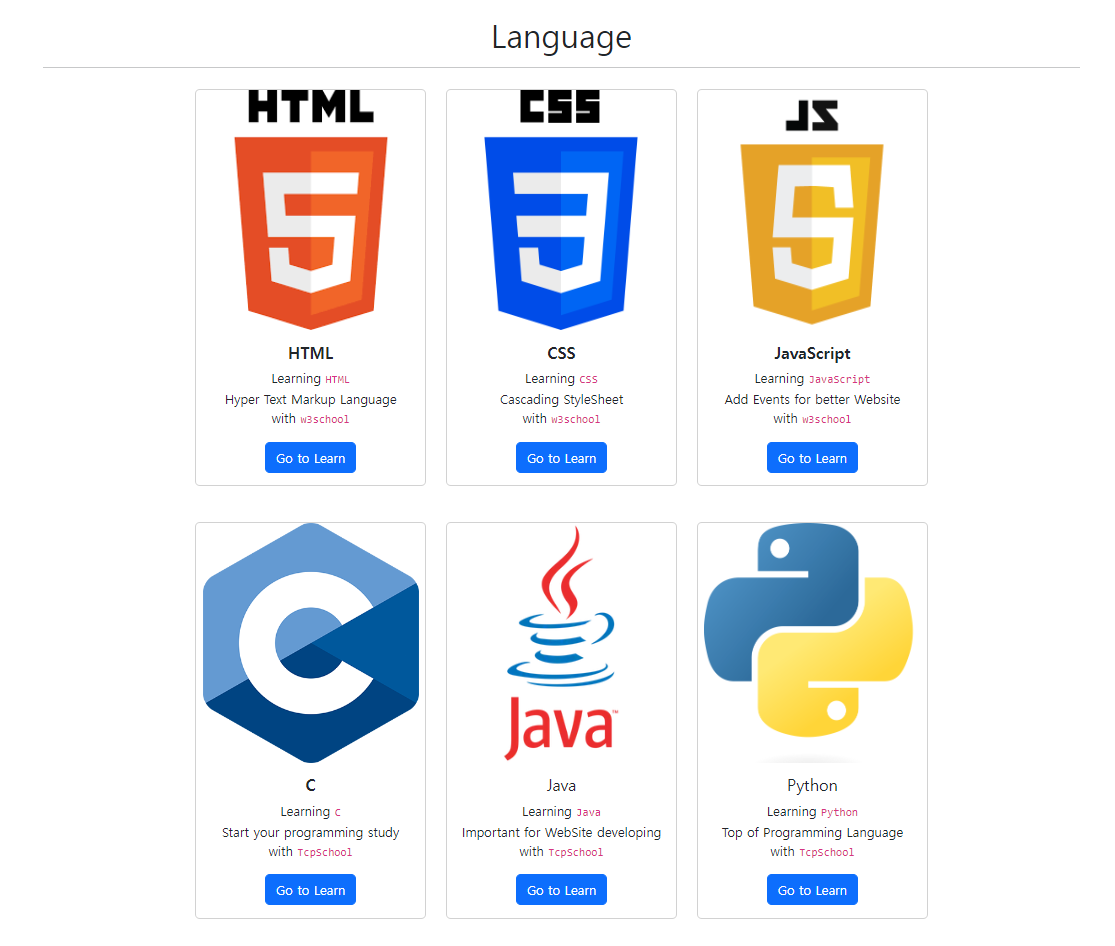 Language
HTML
CSS
JS
5
3
HTML
Learning HTML
Hyper Text Markup Language
with w3school
Go to Learn
CSS
Learning CSS
Cascading StyleSheet
with w3school
Go to Learn
JavaScript
Learning JavaScript
Add Events for better Website
with w3school
Go to Learn
C
Java™
C
Learning C
Start your programming study
with TcpSchool
Go to Learn
Java
Learning Java
Important for WebSite developing
with TcpSchool
Go to Learn
Python
Learning Python
Top of Programming Language
with TcpSchool
Go to Learn